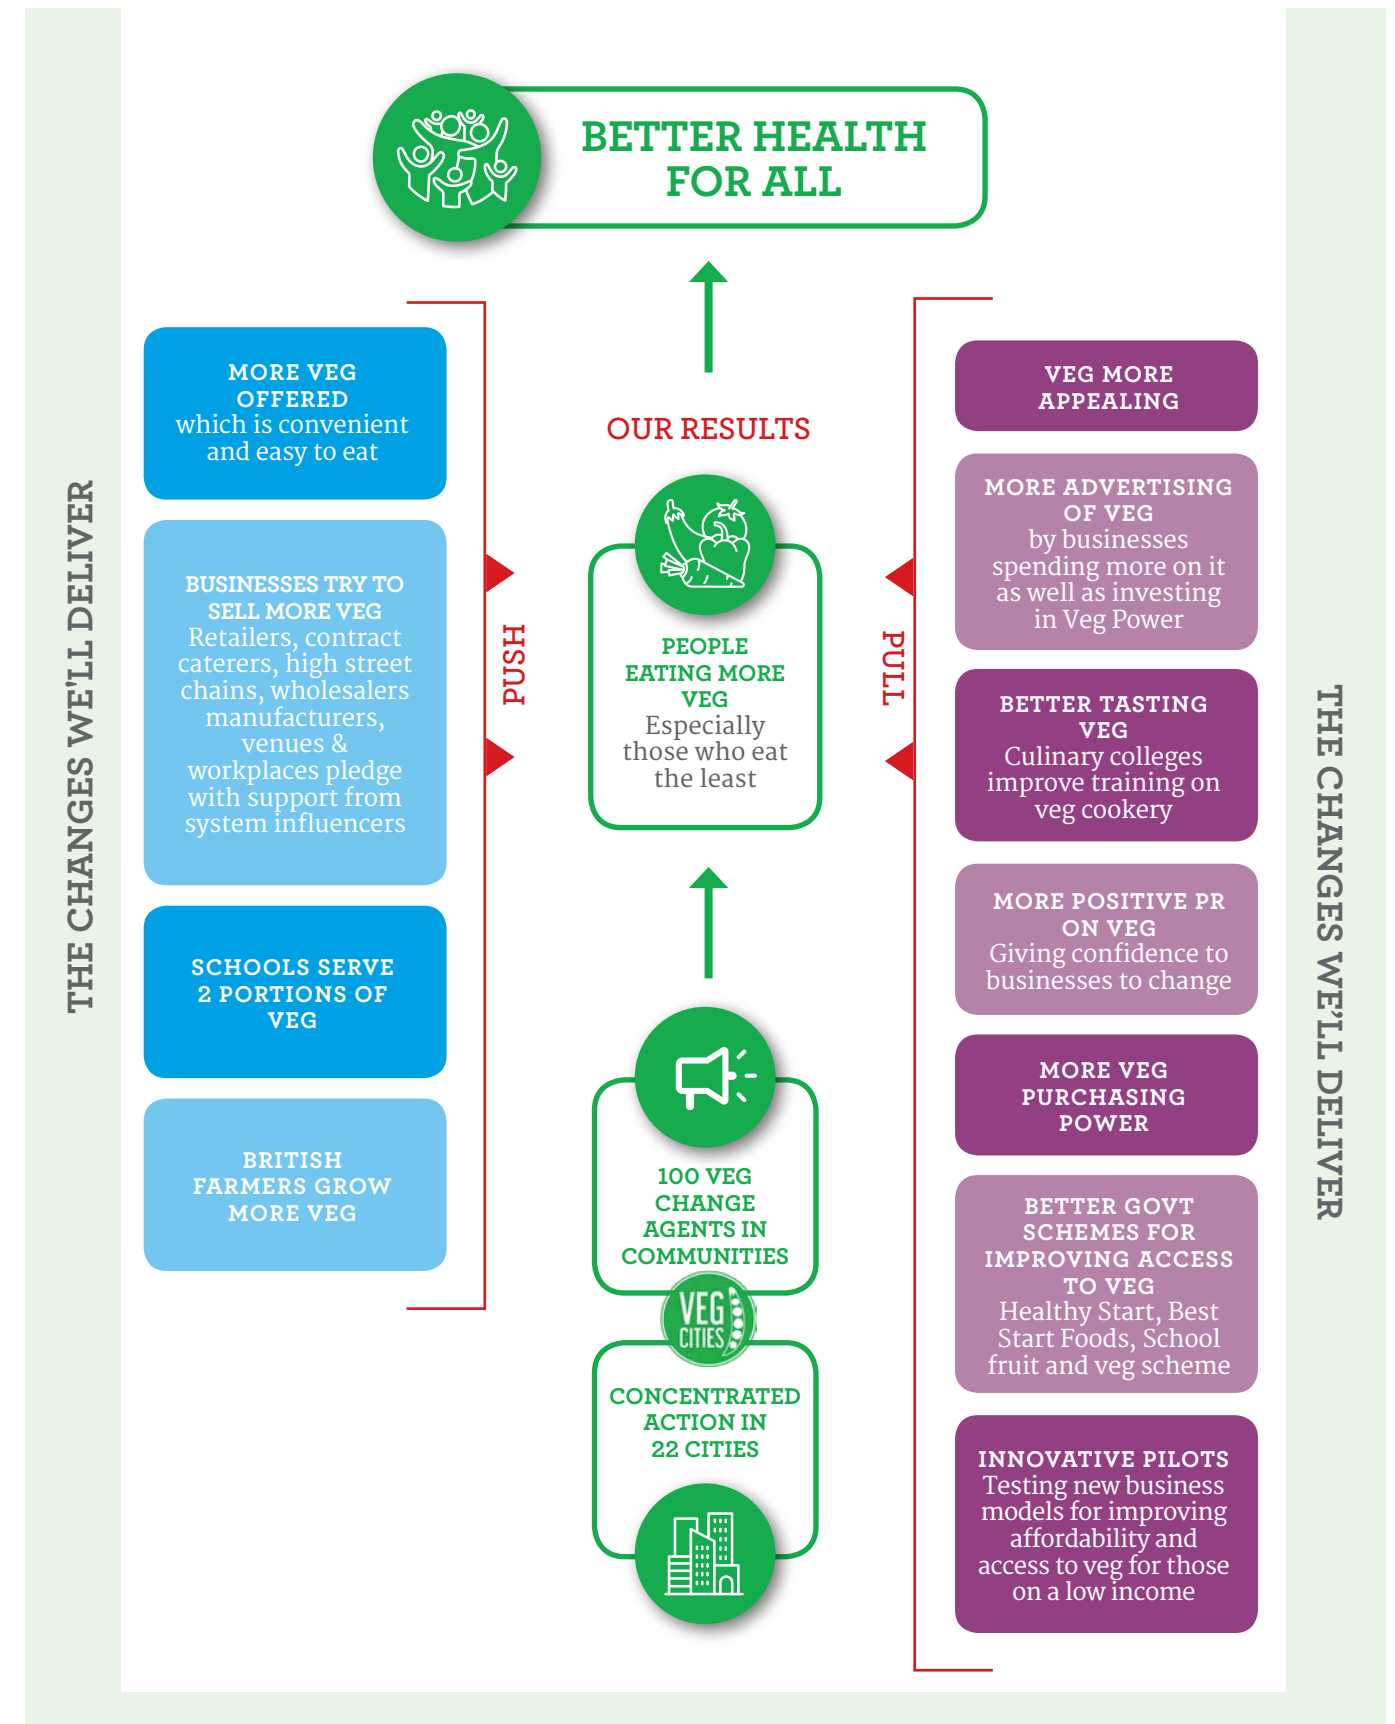 BETTER HEALTH
FOR ALL
THE CHANGES WE'LL DELIVER
MORE VEG
OFFERED
which is convenient
and easy to eat
BUSINESSES TRY TO
SELL MORE VEG
Retailers, contract
caterers, high street
chains, wholesalers
manufacturers,
venues &
workplaces pledge
with support from
system influencers
SCHOOLS SERVE
2 PORTIONS OF
VEG
BRITISH
FARMERS GROW
MORE VEG
PUSH
OUR RESULTS
PEOPLE
EATING MORE
VEG
Especially
those who eat
the least
100 VEG
CHANGE
AGENTS IN
COMMUNITIES
VEG
CITIES
CONCENTRATED
ACTION IN
22 CITIES
PULL
VEG MORE
APPEALING
MORE ADVERTISING
OF VEG
by businesses
spending more on it
as well as investing
in Veg Power
BETTER TASTING
VEG
Culinary colleges
improve training on
veg cookery
MORE POSITIVE PR
ON VEG
Giving confidence to
businesses to change
MORE VEG
PURCHASING
POWER
BETTER GOVT
SCHEMES FOR
IMPROVING ACCESS
TO VEG
Healthy Start, Best
Start Foods, School
fruit and veg scheme
INNOVATIVE PILOTS
Testing new business
models for improving
affordability and
access to veg for those
on a low income
THE CHANGES WE'LL DELIVER